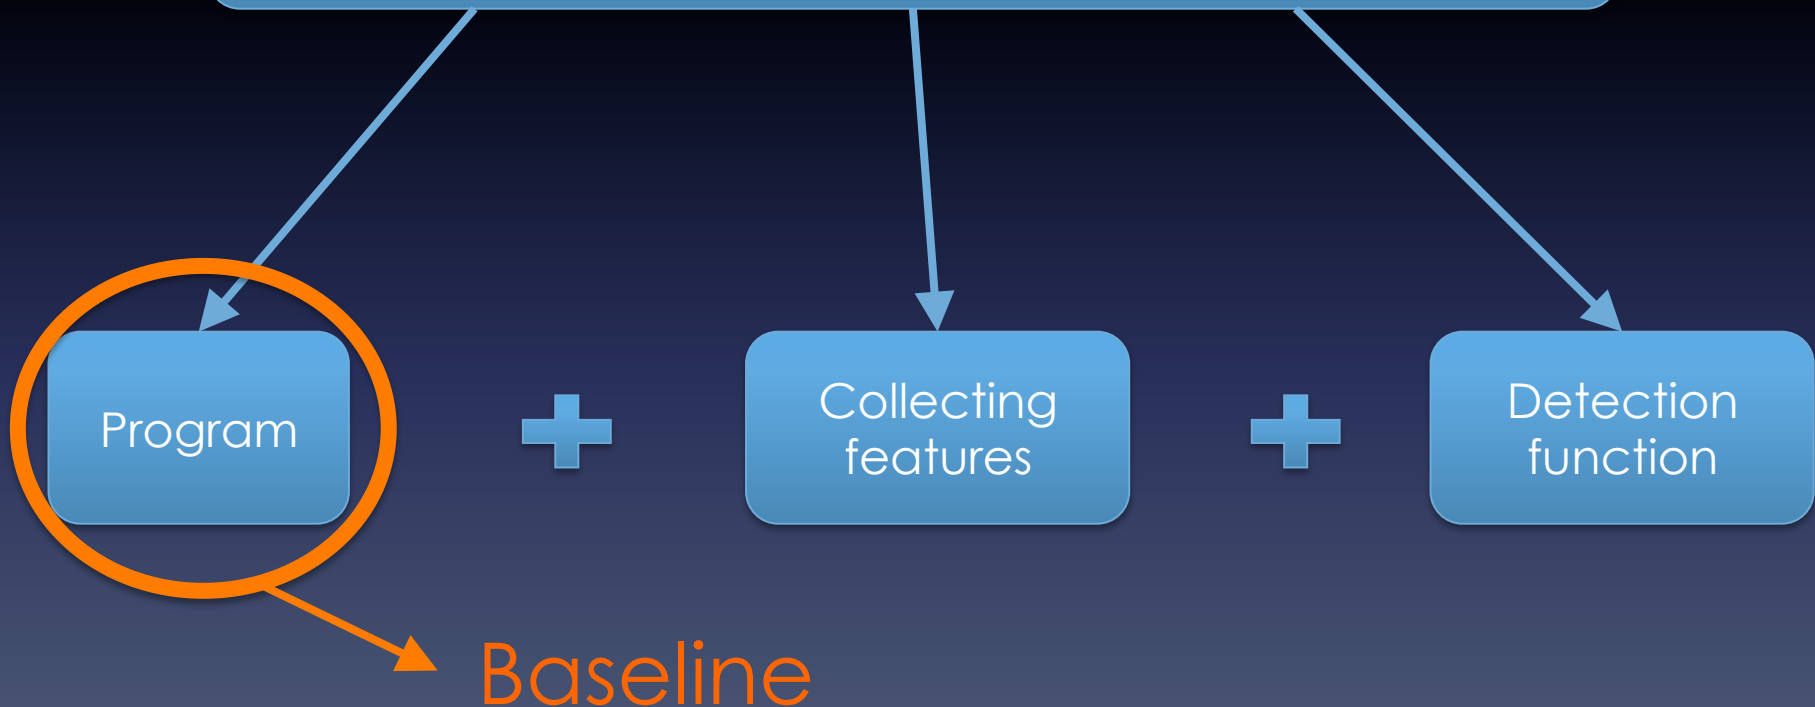 Program
Collecting
features
Detection
function
Baseline